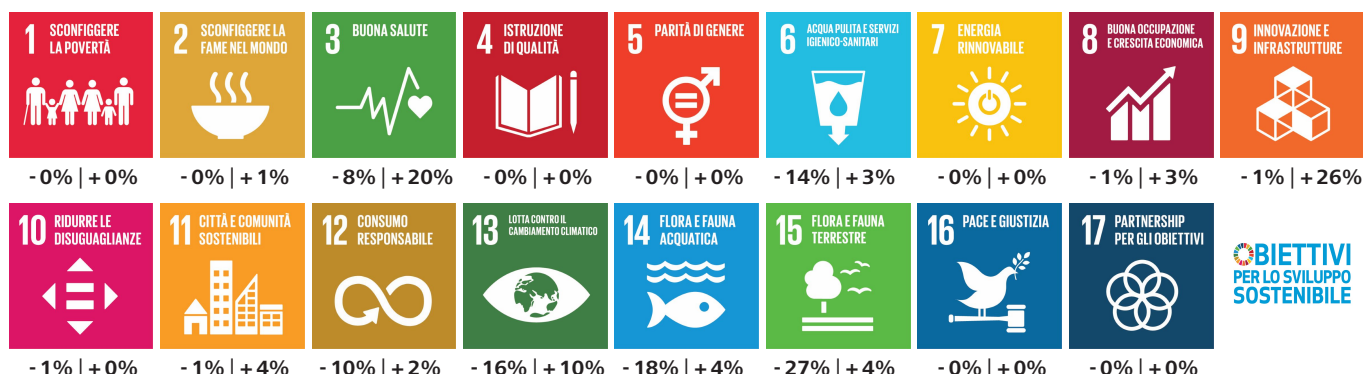 1 SCONFIGGERE
LA POVERTÀ
2 SCONFIGGERE LA
FAME NEL MONDO
3 BUONA SALUTE
4 ISTRUZIONE
DI QUALITÀ
5 PARITÀ DI GENERE
6 ACQUA PULITA E SERVIZI
IGIENICO-SANITARI
7 ENERGIA
RINNOVABILE
8 BUONA OCCUPAZIONE
E CRESCITA ECONOMICA
9 INNOVAZIONE E
INFRASTRUTTURE
-0% | +0%
-0% | +1%
-8% | +20%
-0% | +0%
-0% | +0%
-14% | +3%
-0% | +0%
-1% | +3%
-1% | +26%
10 RIDURRE LE
DISUGUAGLIANZE
11 CITTÀ E COMUNITÀ
SOSTENIBILI
12 CONSUMO
RESPONSABILE
13 LOTTA CONTRO IL
CAMBIAMENTO CLIMATICO
14 FLORA E FAUNA
ACQUATICA
15 FLORA E FAUNA
TERRESTRE
16 PACE E GIUSTIZIA
17 PARTNERSHIP
PER GLI OBIETTIVI
OBIETTIVI
PER LO SVILUPPO
SOSTENIBILE
-1% | +0%
-1% | +4%
-10% | +2%
-16% | +10%
-18% | +4%
-27% | +4%
-0% | +0%
-0% | +0%